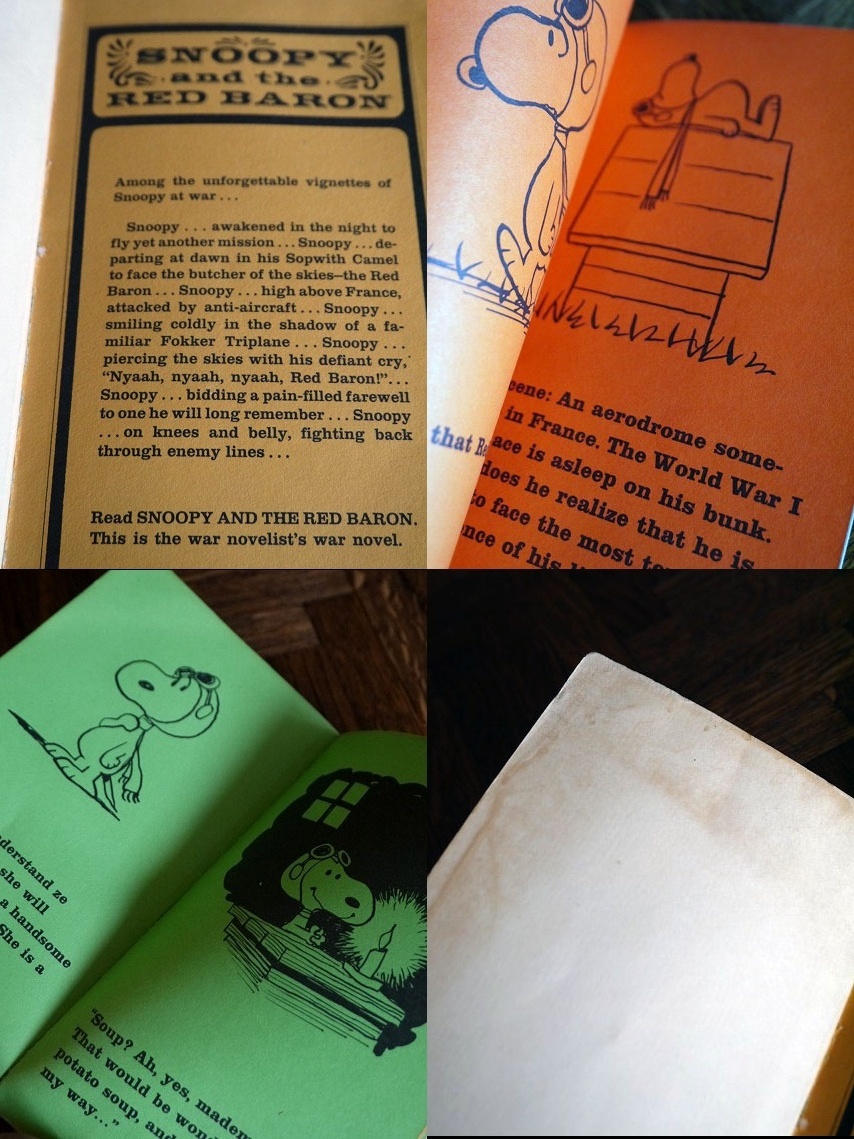 SNOOPY
and the
RED BARON
Among the unforgettable vignettes of
Snoopy at war . . .
Snoopy . . . awakened in the night to
fly yet another mission . . . Snoopy . . . de-
parting at dawn in his Sopwith Camel
to face the butcher of the skies—the Red
Baron . . . Snoopy . . . high above France,
attacked by anti-aircraft . . . Snoopy . . .
smiling coldly in the shadow of a fa-
miliar Fokker Triplane . . . Snoopy . . .
piercing the skies with his defiant cry,
“Nyaah, nyaah, nyaah, Red Baron!”. . .
Snoopy . . . bidding a pain-filled farewell
to one he will long remember . . . Snoopy
. . . on knees and belly, fighting back
through enemy lines . . .
Read SNOOPY AND THE RED BARON.
This is the war novelist’s war novel.
that
cene: An aerodrome some-
in France. The World War I
ace is asleep on his bunk.
does he realize that he is
to face the most
nce of his
derstand ze
she will
a handsome
She is a
“Soup? Ah, yes, madem
That would be won
potato soup, and
my way...”